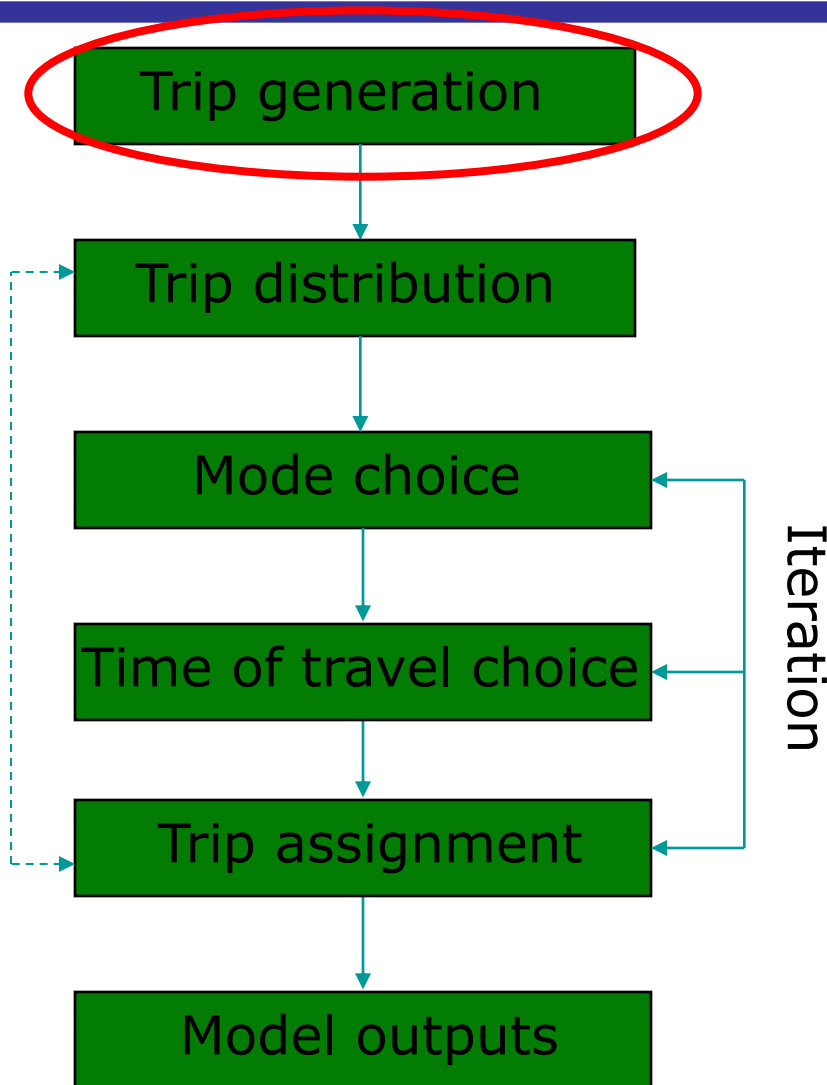 Trip generation
Trip distribution
Mode choice
Time of travel choice
Trip assignment
Model outputs
Iteration